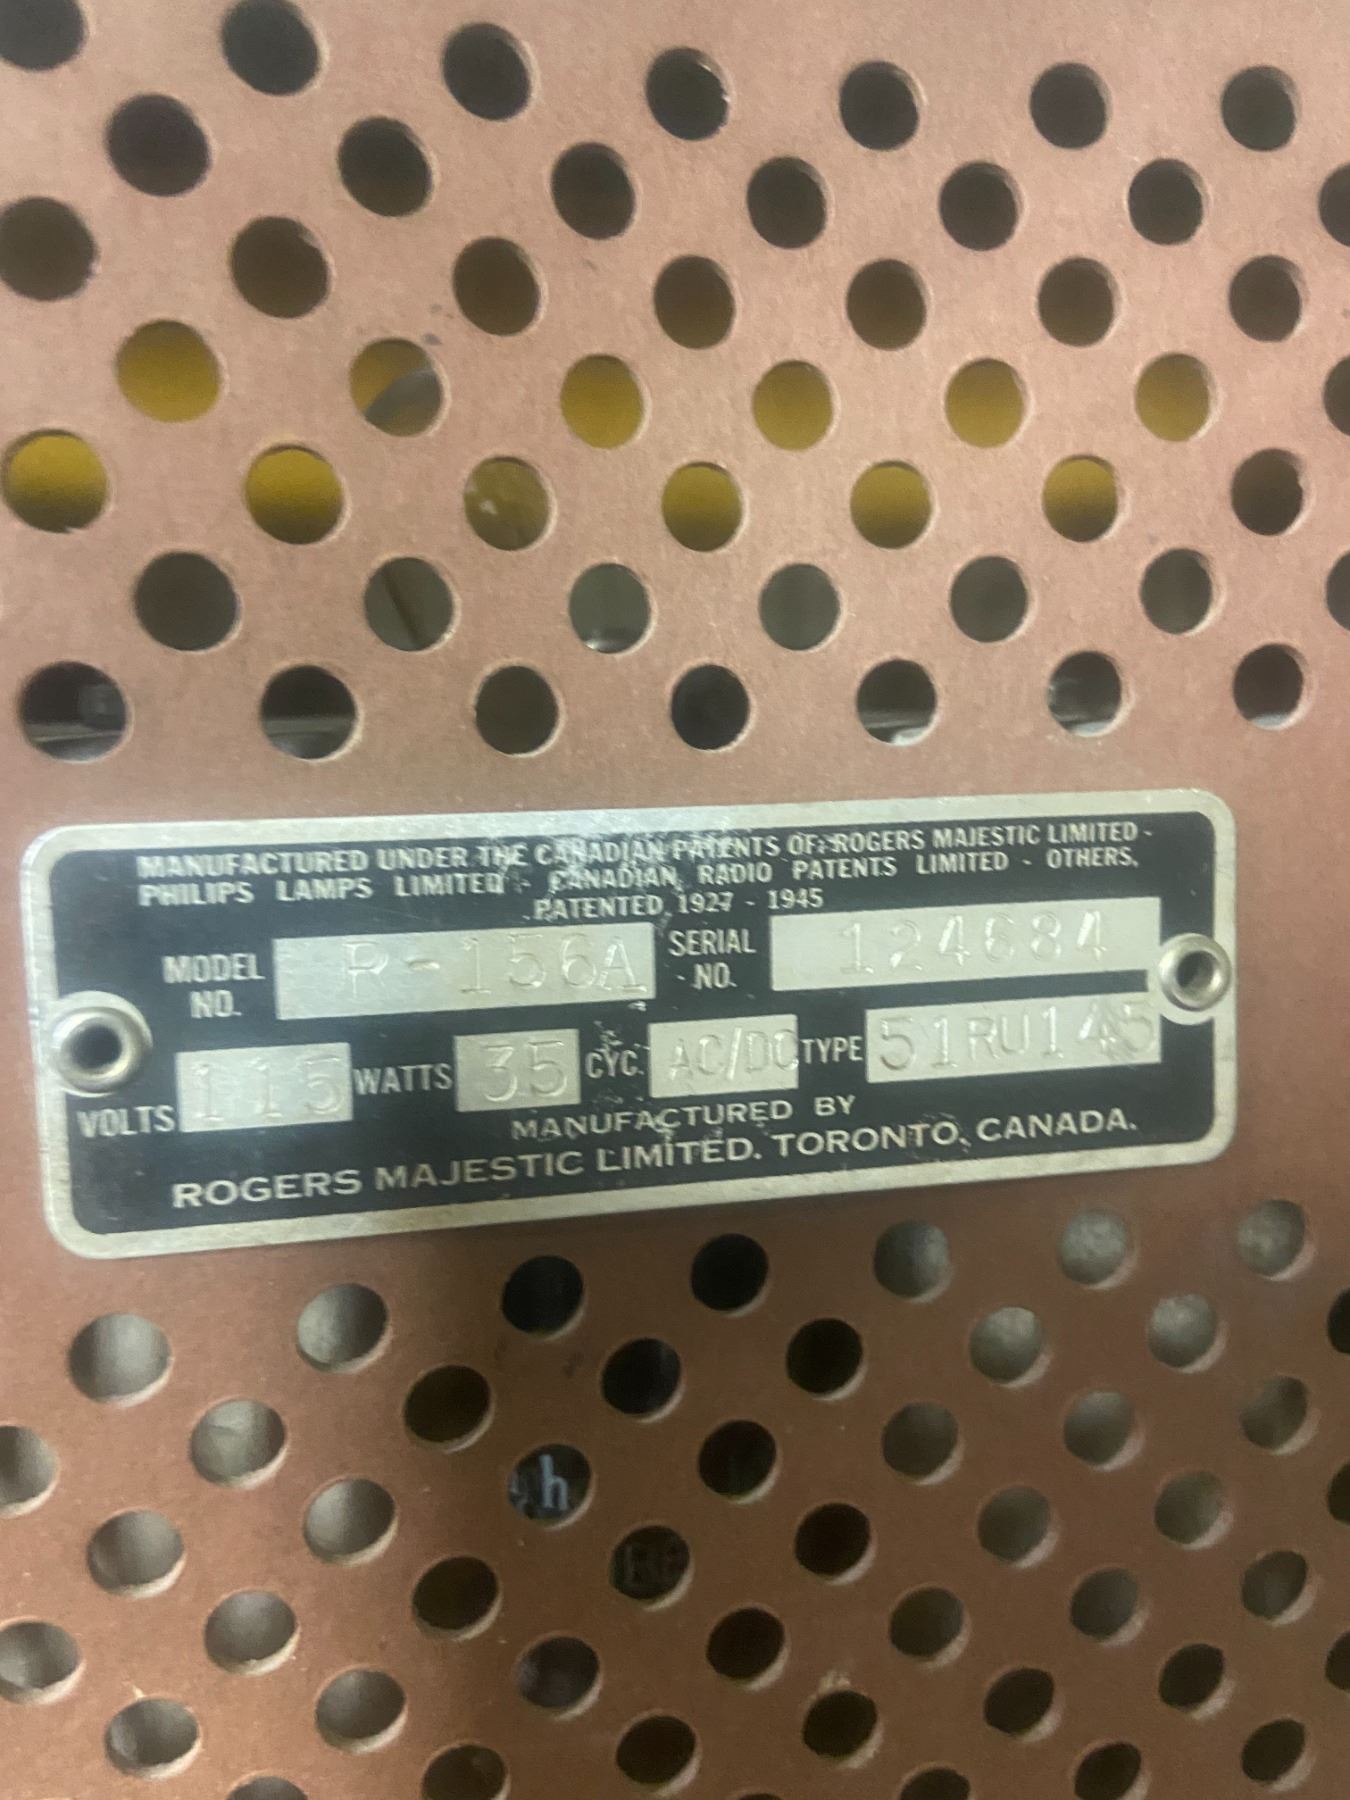 MANUFACTURED UNDER THE CANADIAN PATENTS OF: ROGERS MAJESTIC LIMITED -
PHILIPS LAMPS LIMITED - CANADIAN RADIO PATENTS LIMITED - OTHERS.
PATENTED 1927 - 1945
MODEL NO. R-156A SERIAL NO. 124684
VOLTS 115 WATTS 35 CYC. AC/DC TYPE 51RU145
MANUFACTURED BY
ROGERS MAJESTIC LIMITED. TORONTO, CANADA.
h